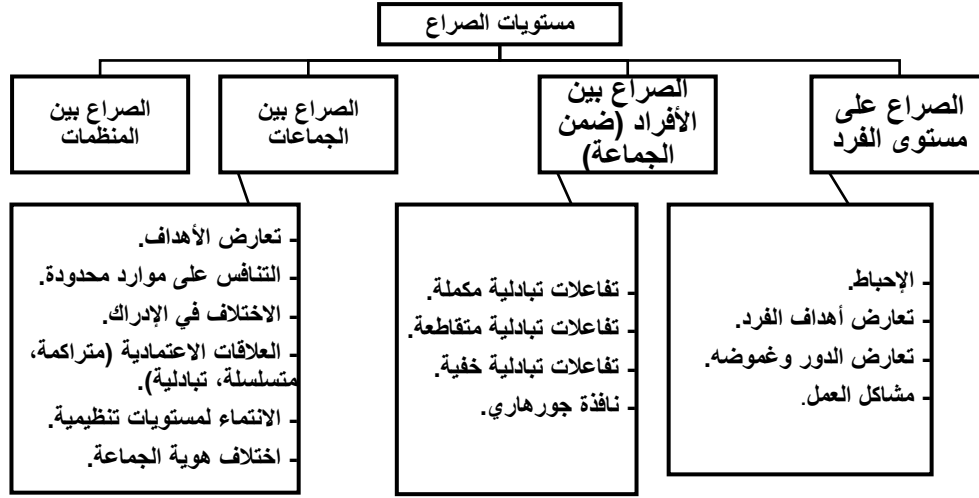 مستويات الصراع
الصراع على
مستوى الفرد
الصراع بين
الأفراد (ضمن
الجماعة)
الصراع بين
الجماعات
الصراع بين
المنظمات
- الإحباط.
- تعارض أهداف الفرد.
- تعارض الدور وغموضه.
- مشاكل العمل.
- تفاعلات تبادلية مكملة.
- تفاعلات تبادلية متقاطعة.
- تفاعلات تبادلية خفية.
- نافذة جورهاري.
- تعارض الأهداف.
- التنافس على موارد محدودة.
- الاختلاف في الإدراك.
- العلاقات الاعتمادية (متراكمة،
متسلسلة، تبادلية).
- الانتماء لمستويات تنظيمية.
- اختلاف هوية الجماعة.